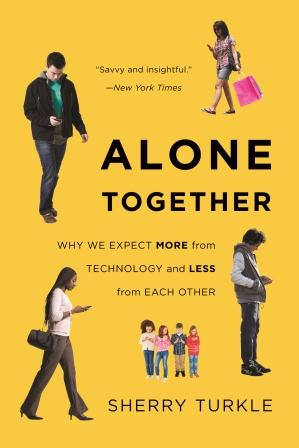 "Savvy and insightful."
—New York Times
ALONE
TOGETHER
WHY WE EXPECT MORE from
TECHNOLOGY and LESS
from EACH OTHER
SHERRY TURKLE